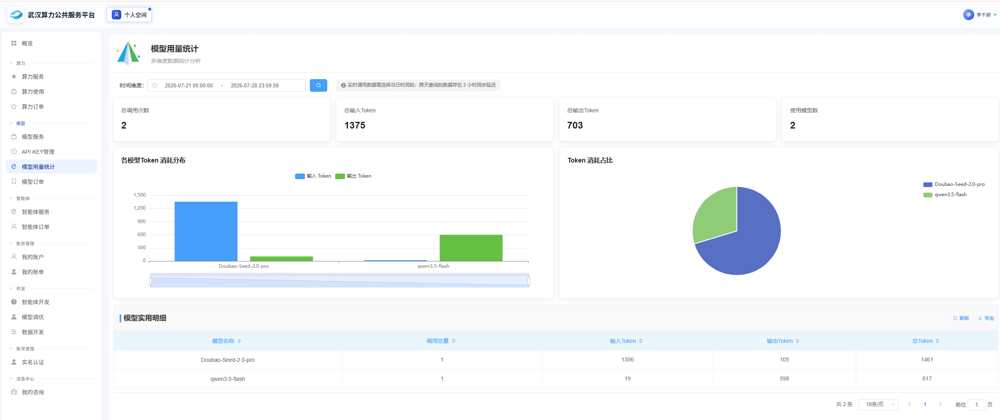 武汉算力公共服务平台
个人空间
李
李千颖
概览
算力
算力服务
算力使用
算力订单
模型
模型服务
API KEY管理
模型用量统计
模型订单
智能体
智能体服务
智能体订单
账务管理
我的账户
我的账单
开发
智能体开发
模型调优
数据开发
账号管理
实名认证
消息中心
我的咨询
模型用量统计
多维度数据统计分析
时间维度: 2026-07-21 00:00:00 - 2026-07-28 23:59:59
实时调用数据需选择当日时间段；跨天查询的数据存在 2 小时同步延迟
总调用次数
2
总输入Token
1375
总输出Token
703
使用模型数
2
各模型Token 消耗分布
输入 Token 输出 Token
1,500
1,200
900
600
300
0
Doubao-Seed-2.0-pro qwen3.5-flash
Token 消耗占比
Doubao-Seed-2.0-pro
qwen3.5-flash
模型实用明细
刷新 导出
模型名称 调用总量 输入Token 输出Token 总Token
Doubao-Seed-2.0-pro 1 1356 105 1461
qwen3.5-flash 1 19 598 617
共 2 条 10条/页 1 前往 1 页